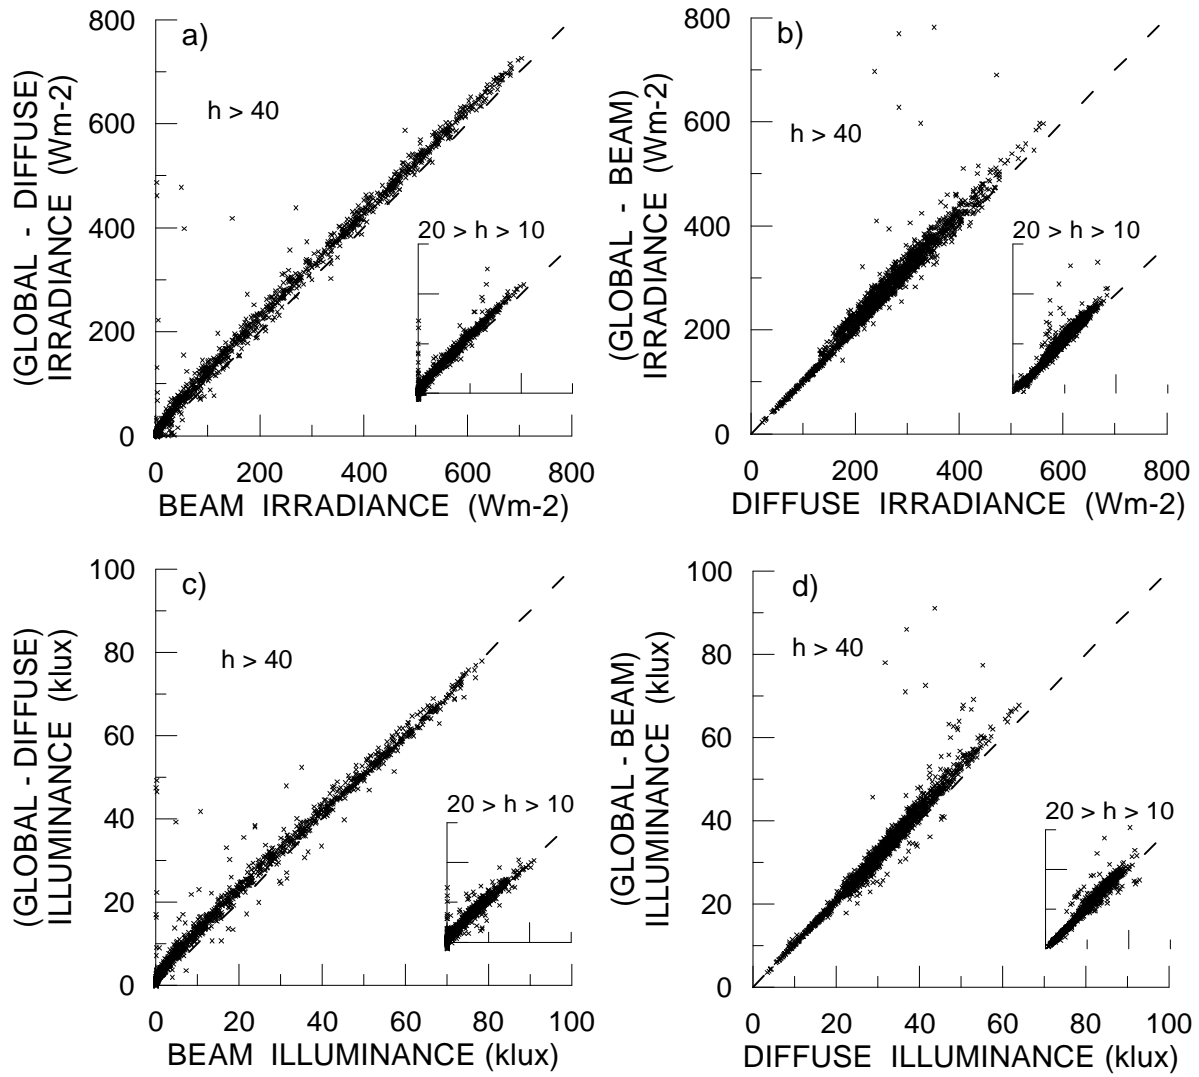 a)
h > 40
20 > h > 10
800
600
400
200
0
(GLOBAL - DIFFUSE)
IRRADIANCE (Wm-2)
0 200 400 600 800
BEAM IRRADIANCE (Wm-2)
b)
h > 40
20 > h > 10
800
600
400
200
0
(GLOBAL - BEAM)
IRRADIANCE (Wm-2)
0 200 400 600 800
DIFFUSE IRRADIANCE (Wm-2)
c)
h > 40
20 > h > 10
100
80
60
40
20
0
(GLOBAL - DIFFUSE)
ILLUMINANCE (klux)
0 20 40 60 80 100
BEAM ILLUMINANCE (klux)
d)
h > 40
20 > h > 10
100
80
60
40
20
0
(GLOBAL - BEAM)
ILLUMINANCE (klux)
0 20 40 60 80 100
DIFFUSE ILLUMINANCE (klux)